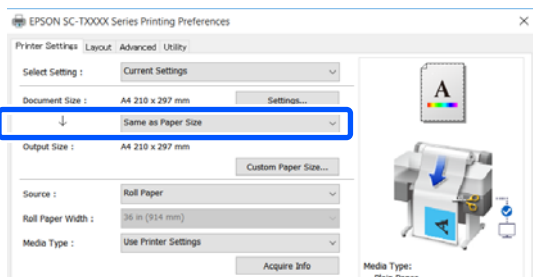 EPSON SC-TXXXX Series Printing Preferences
Printer Settings Layout Advanced Utility
Select Setting : Current Settings
Document Size : A4 210 x 297 mm Settings...
↓ Same as Paper Size
Output Size : A4 210 x 297 mm
Custom Paper Size...
Source : Roll Paper
Roll Paper Width : 36 in (914 mm)
Media Type : Use Printer Settings
Acquire Info
A
A
Media Type:
Plain Paper